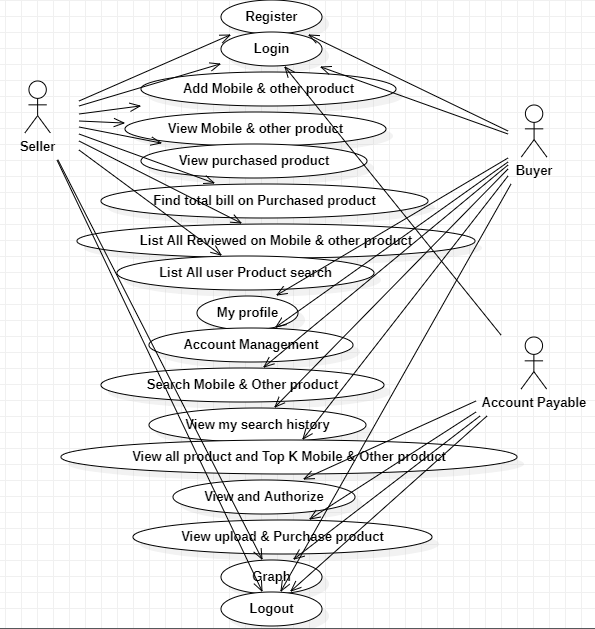 Register
Login
Add Mobile & other product
View Mobile & other product
Seller
View purchased product
Buyer
Find total bill on Purchased product
List All Reviewed on Mobile & other product
List All user Product search
My profile
Account Management
Search Mobile & Other product
Account Payable
View my search history
View all product and Top K Mobile & Other product
View and Authorize
View upload & Purchase product
Graph
Logout